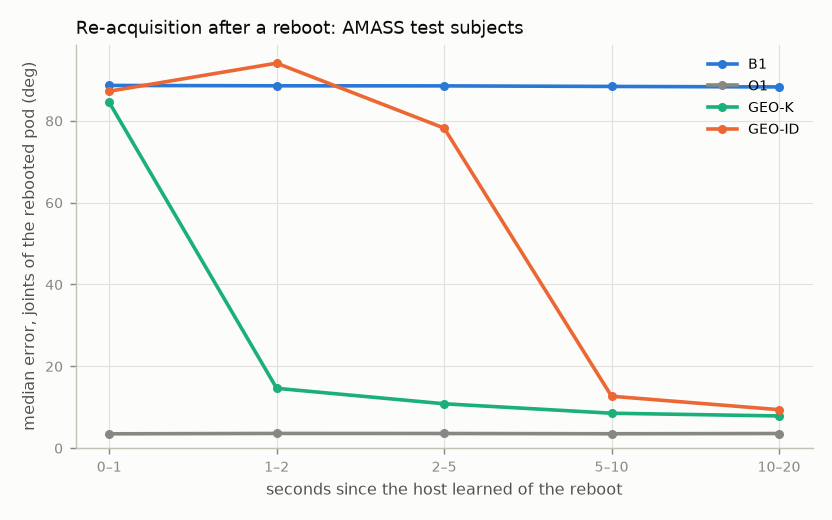 Re-acquisition after a reboot: AMASS test subjects
median error, joints of the rebooted pod (deg)
80
60
40
20
0
B1
O1
GEO-K
GEO-ID
0–1
1–2
2–5
5–10
10–20
seconds since the host learned of the reboot